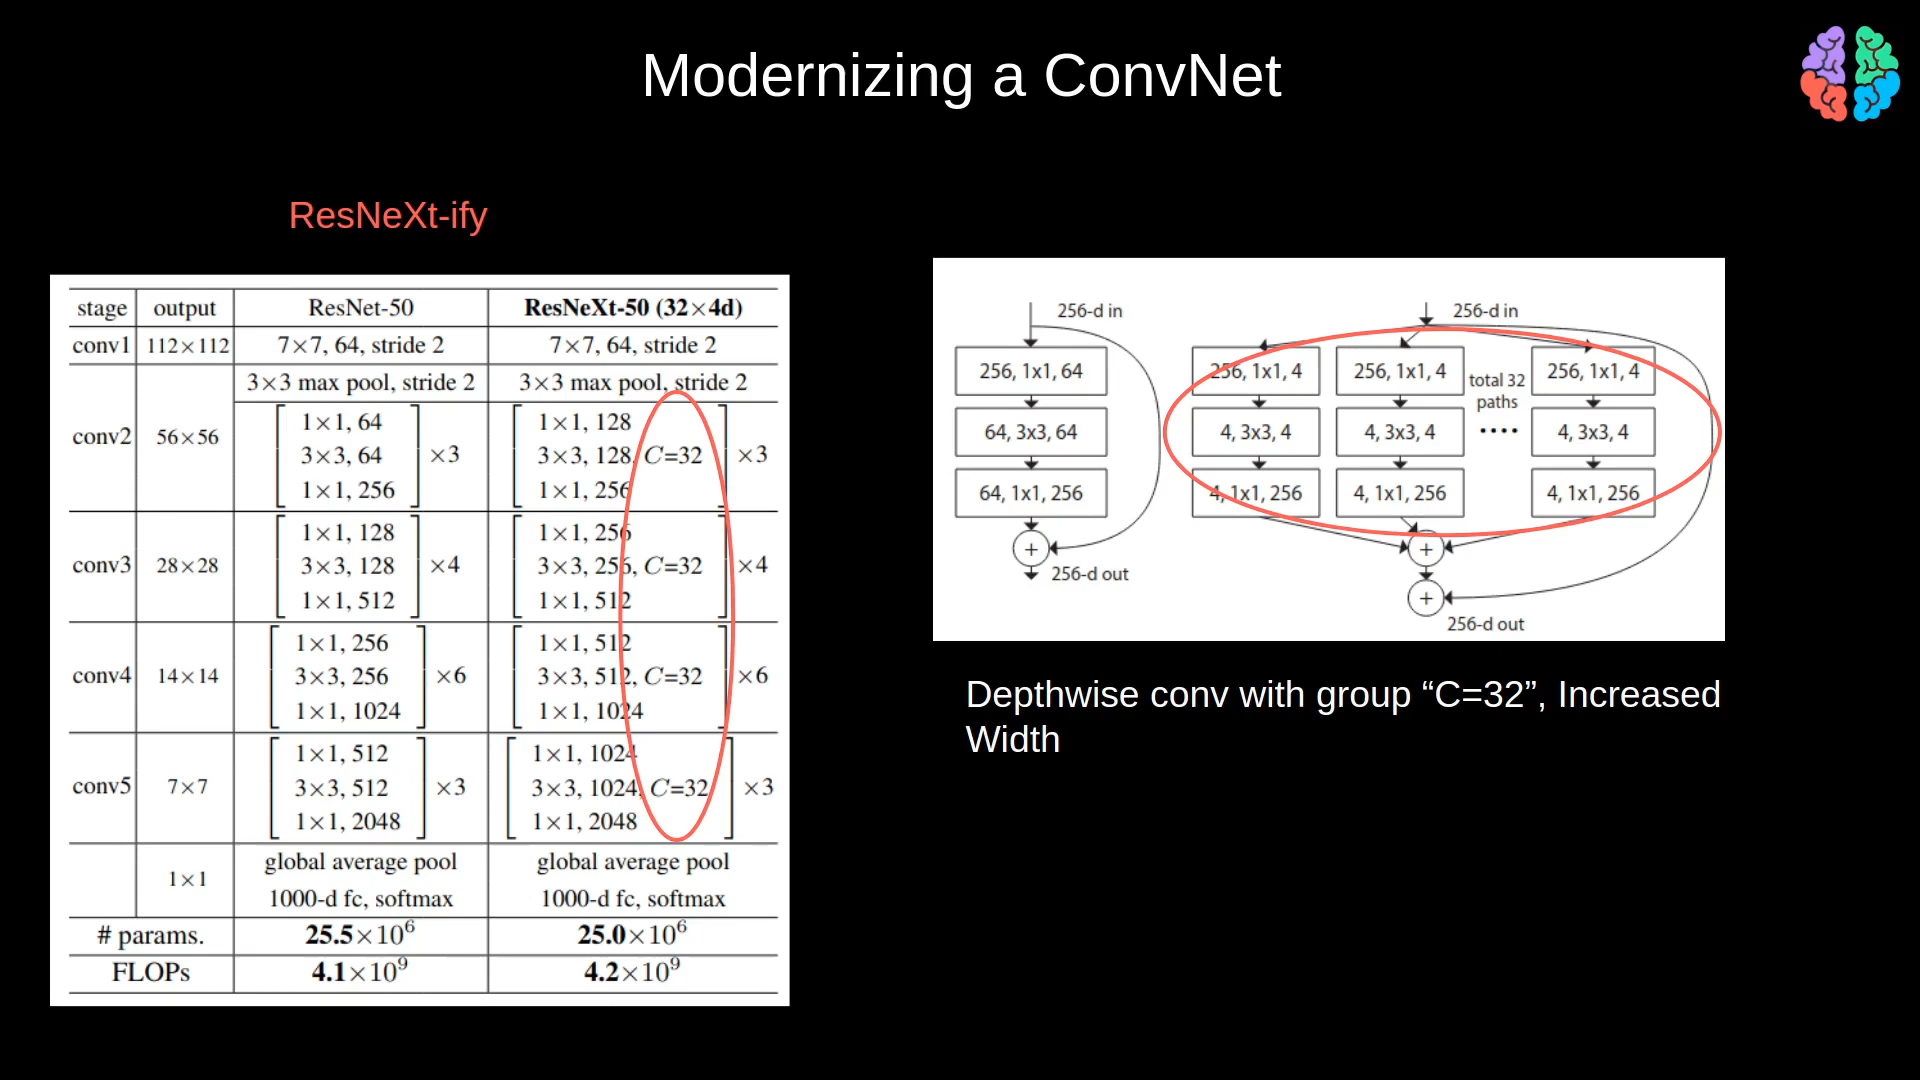 Modernizing a ConvNet
ResNeXt-ify
stage output ResNet-50 ResNeXt-50 (32×4d)
conv1 112×112 7×7, 64, stride 2 7×7, 64, stride 2
3×3 max pool, stride 2 3×3 max pool, stride 2
1×1, 64 1×1, 128
conv2 56×56 3×3, 64 ×3 3×3, 128, C=32 ×3
1×1, 256 1×1, 256
1×1, 128 1×1, 256
conv3 28×28 3×3, 128 ×4 3×3, 256, C=32 ×4
1×1, 512 1×1, 512
1×1, 256 1×1, 512
conv4 14×14 3×3, 256 ×6 3×3, 512, C=32 ×6
1×1, 1024 1×1, 1024
1×1, 512 1×1, 1024
conv5 7×7 3×3, 512 ×3 3×3, 1024, C=32 ×3
1×1, 2048 1×1, 2048
global average pool global average pool
1×1
1000-d fc, softmax 1000-d fc, softmax
# params. 25.5×10⁶ 25.0×10⁶
FLOPs 4.1×10⁹ 4.2×10⁹
256-d in 256-d in
256, 1x1, 64 256, 1x1, 4 256, 1x1, 4 total 32 paths 256, 1x1, 4
64, 3x3, 64 4, 3x3, 4 4, 3x3, 4 .... 4, 3x3, 4
64, 1x1, 256 4, 1x1, 256 4, 1x1, 256 4, 1x1, 256
+ +
256-d out
+
256-d out
Depthwise conv with group “C=32”, Increased
Width